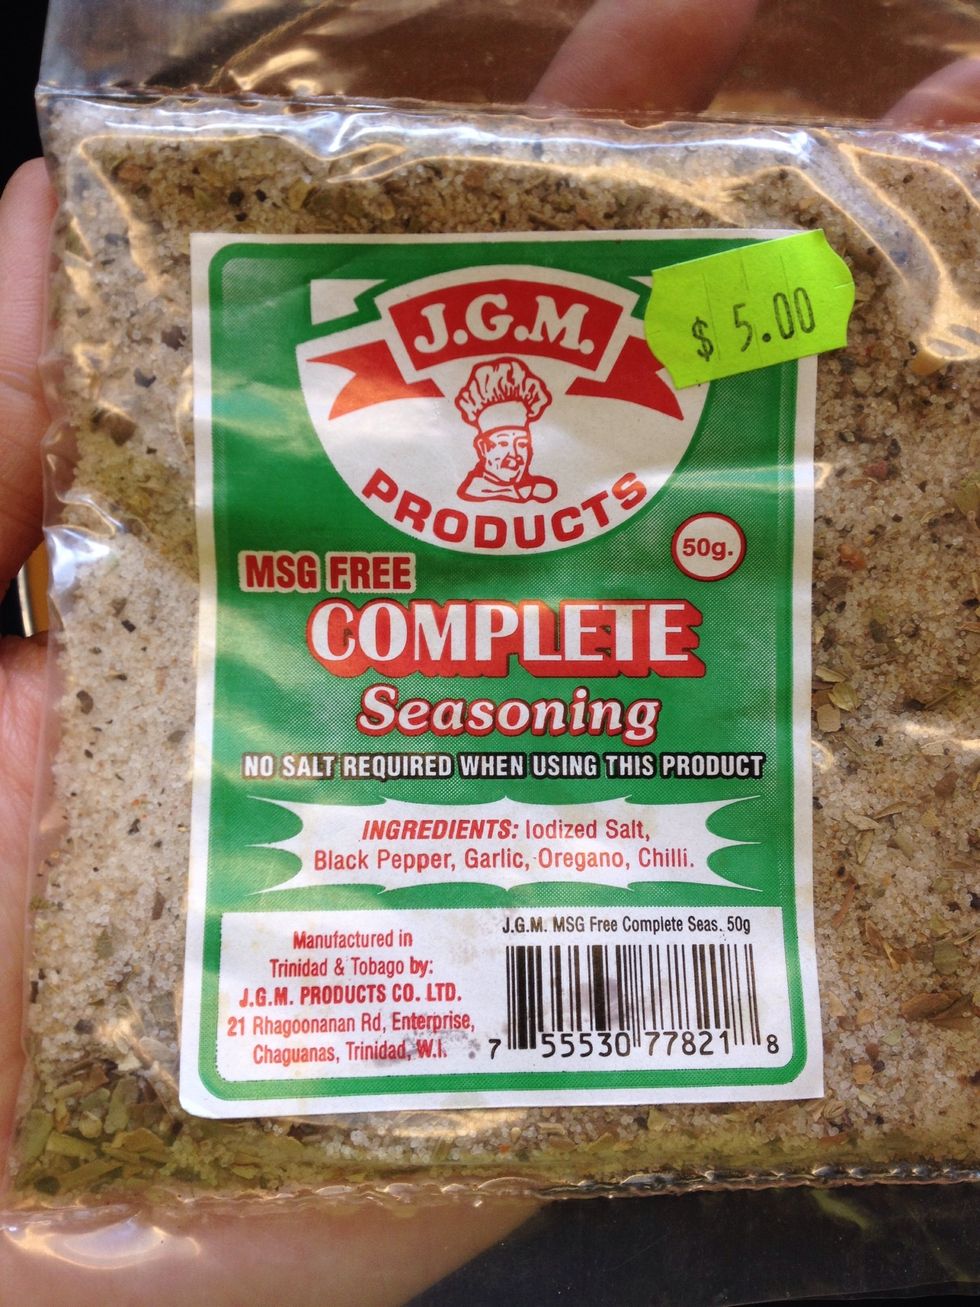 J.G.M.
PRODUCTS
$ 5.00
50g.
MSG FREE
COMPLETE
Seasoning
NO SALT REQUIRED WHEN USING THIS PRODUCT
INGREDIENTS: Iodized Salt,
Black Pepper, Garlic, Oregano, Chilli.
Manufactured in
Trinidad & Tobago by:
J.G.M. PRODUCTS CO. LTD.
21 Rhagoonanan Rd, Enterprise,
Chaguanas, Trinidad, W.I.
J.G.M. MSG Free Complete Seas. 50g
7 55530 77821 8